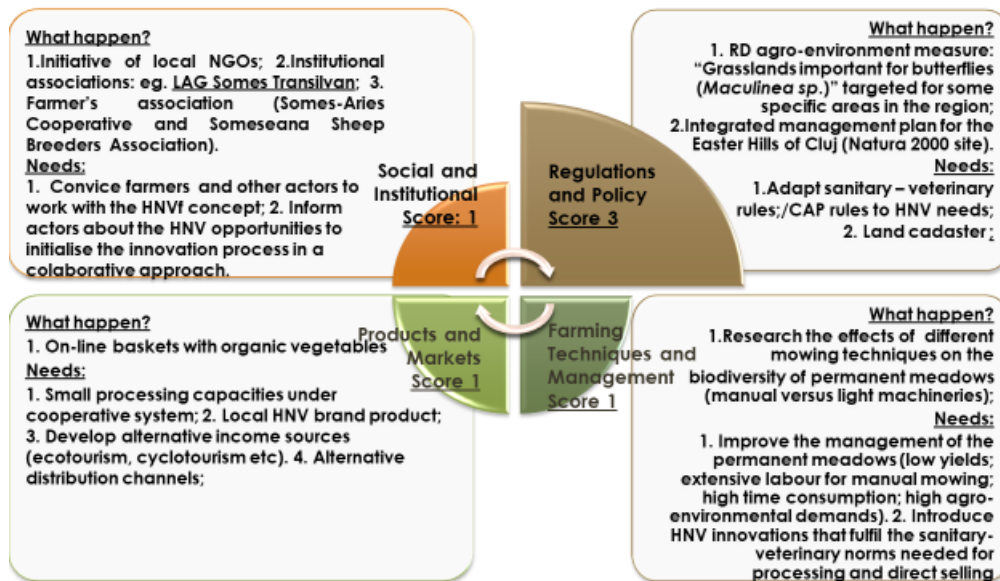 What happen?
1.Initiative of local NGOs; 2.Institutional
associations: eg. LAG Somes Transilvan; 3.
Farmer's association (Somes-Aries
Cooperative and Someseana Sheep
Breeders Association).
Needs:
1. Convice farmers and other actors to
work with the HNVf concept; 2. Inform
actors about the HNV opportunities to
initialise the innovation process in a
colaborative approach.
Social and
Institutional
Score: 1
Regulations
and Policy
Score 3
What happen?
1. RD agro-environment measure:
“Grasslands important for butterflies
(Maculinea sp.)” targeted for some
specific areas in the region;
2.Integrated management plan for the
Easter Hills of Cluj (Natura 2000 site).
Needs:
1.Adapt sanitary – veterinary
rules;/CAP rules to HNV needs;
2. Land cadaster ;
What happen?
1. On-line baskets with organic vegetables
Needs:
1. Small processing capacities under
cooperative system; 2. Local HNV brand product;
3. Develop alternative income sources
(ecotourism, cyclotourism etc). 4. Alternative
distribution channels;
Products and
Markets
Score 1
Farming
Techniques and
Management
Score 1
What happen?
1.Research the effects of different
mowing techniques on the
biodiversity of permanent meadows
(manual versus light machineries);
Needs:
1. Improve the management of the
permanent meadows (low yields;
extensive labour for manual mowing;
high time consumption; high agro-
environmental demands). 2. Introduce
HNV innovations that fulfil the sanitary-
veterinary norms needed for
processing and direct selling